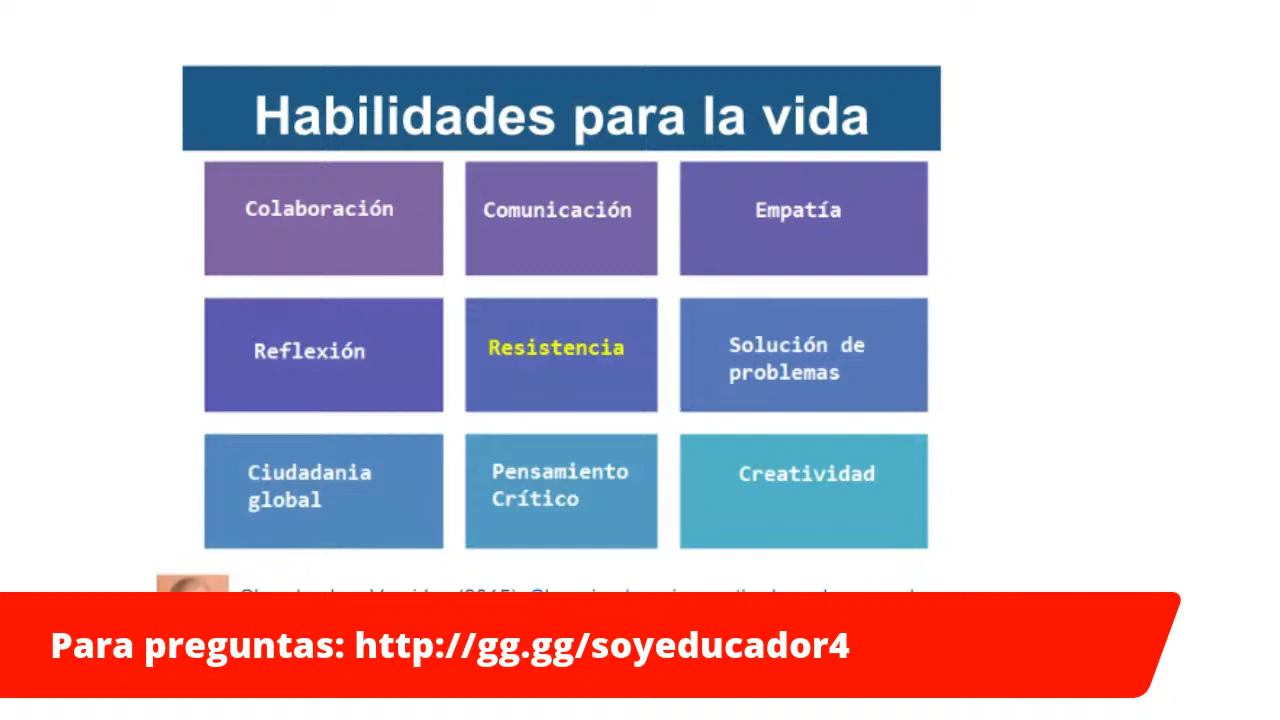 Habilidades para la vida
Colaboración
Comunicación
Empatía
Reflexión
Resistencia
Solución de
problemas
Ciudadania
global
Pensamiento
Crítico
Creatividad
Para preguntas: http://gg.gg/soyeducador4